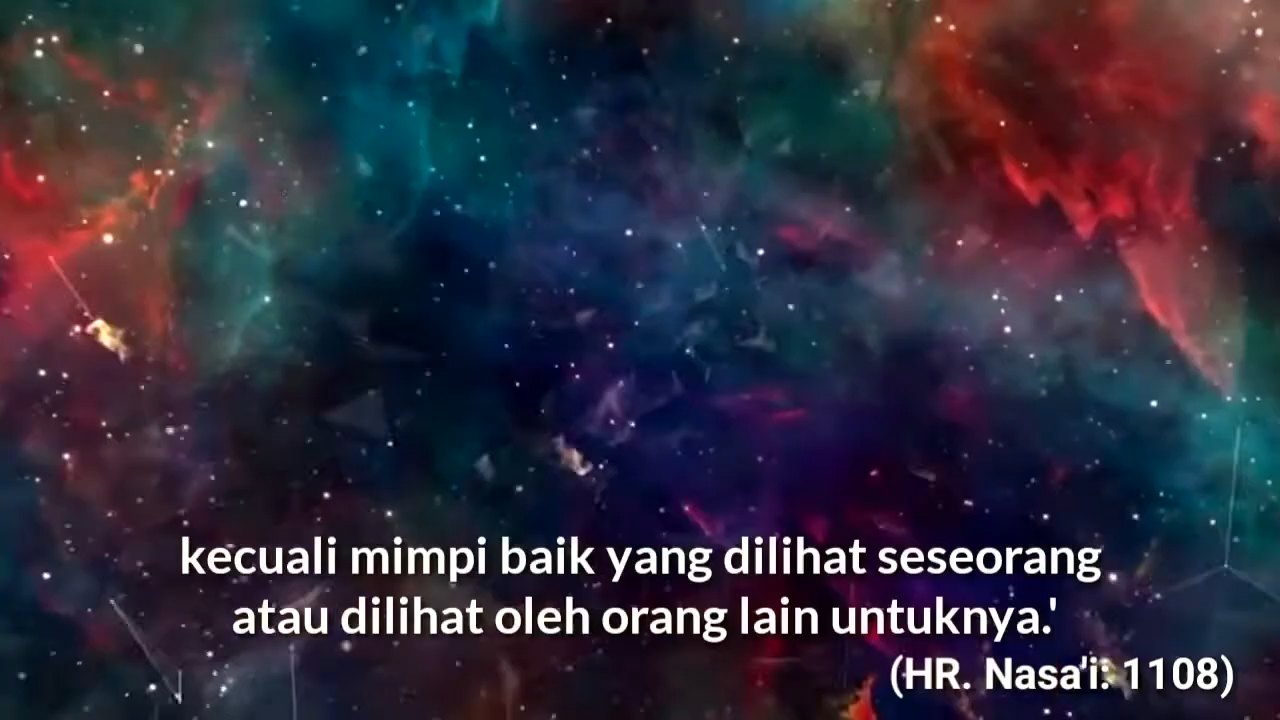 kecuali mimpi baik yang dilihat seseorang
atau dilihat oleh orang lain untuknya.'
(HR. Nasa'i: 1108)